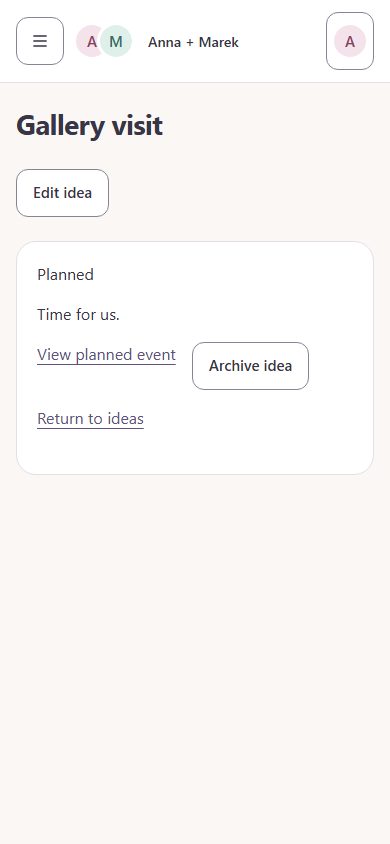 A M Anna + Marek A
Gallery visit
Edit idea
Planned
Time for us.
View planned event Archive idea
Return to ideas